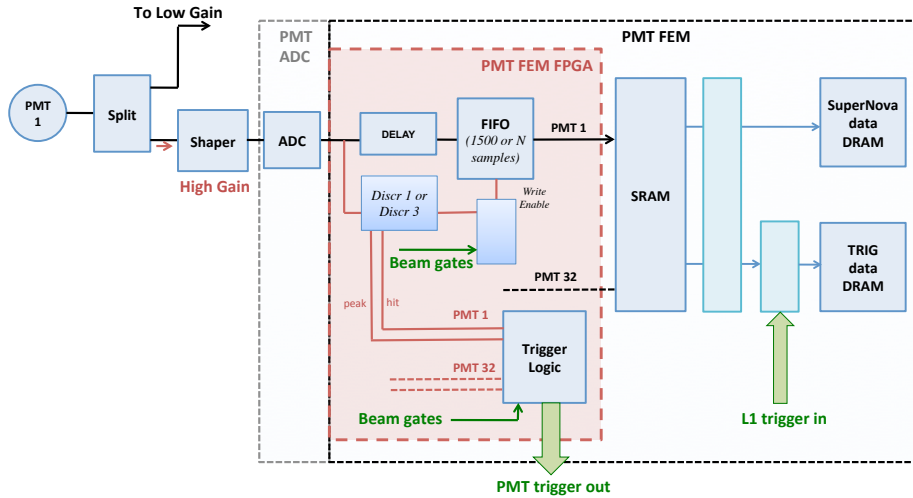 To Low Gain
PMT
ADC
PMT FEM
PMT FEM FPGA
PMT
1
Split
Shaper
High Gain
ADC
DELAY
FIFO
(1500 or N
samples)
PMT 1
Write
Enable
Discr 1 or
Discr 3
Beam gates
SRAM
SuperNova
data
DRAM
TRIG
data
DRAM
PMT 32
peak
hit
PMT 1
PMT 32
Trigger
Logic
Beam gates
L1 trigger in
PMT trigger out